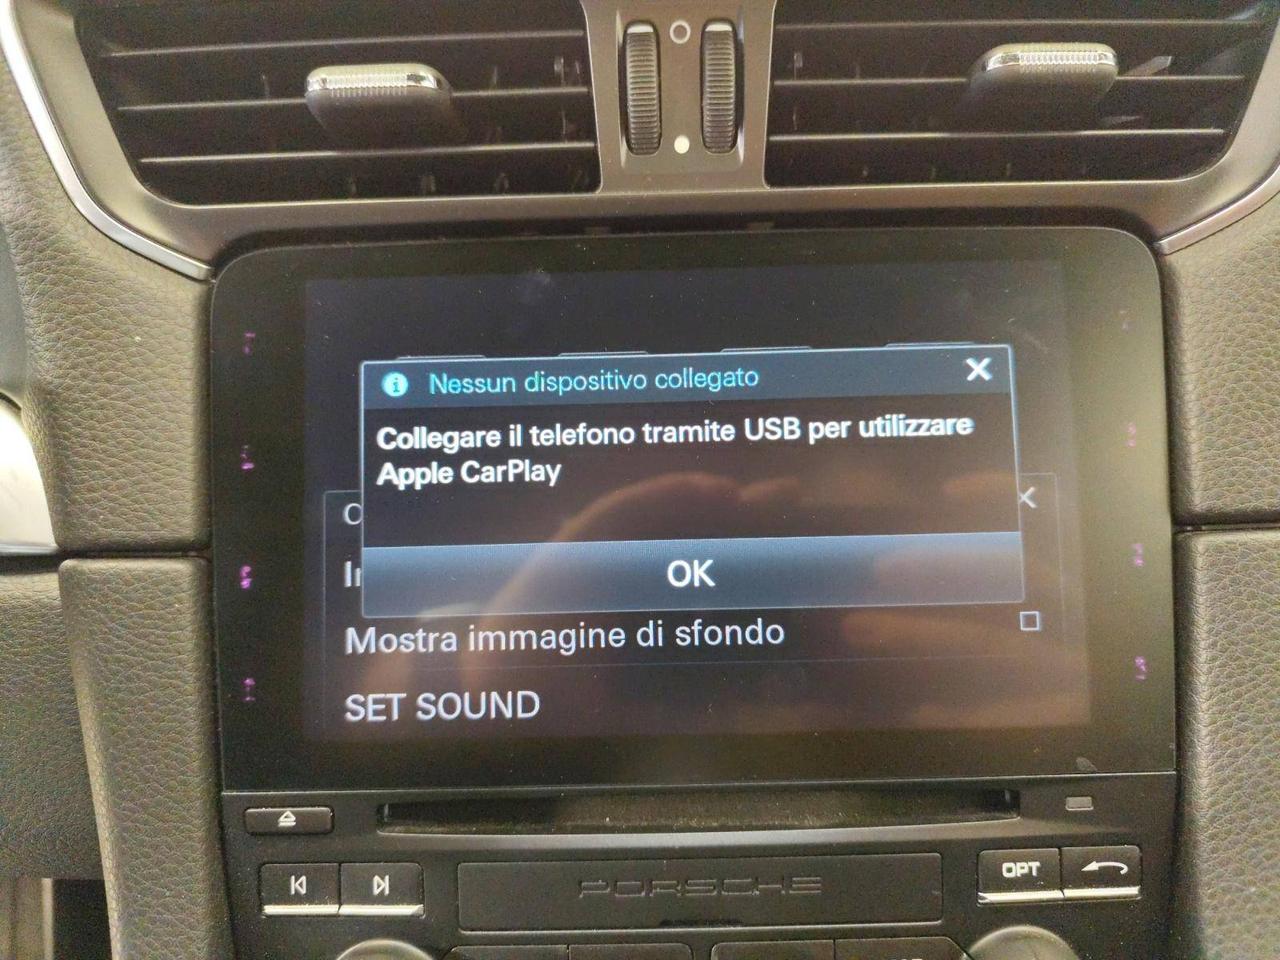 Nessun dispositivo collegato
Collegare il telefono tramite USB per utilizzare
Apple CarPlay
OK
Mostra immagine di sfondo
SET SOUND
OPT
PORSCHE